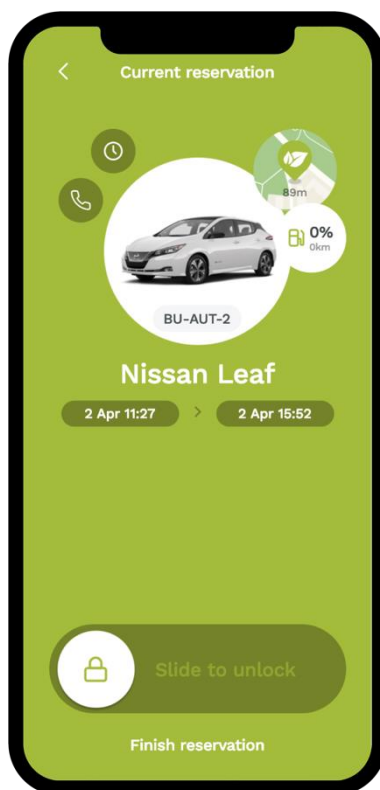 Current reservation
89m
0%
0km
BU-AUT-2
Nissan Leaf
2 Apr 11:27 > 2 Apr 15:52
Slide to unlock
Finish reservation